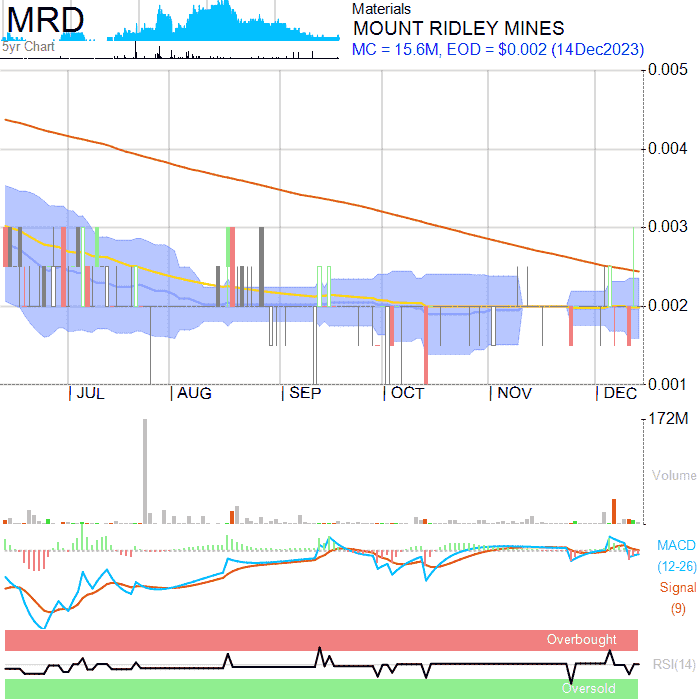 MRD
5yr Chart
Materials
MOUNT RIDLEY MINES
MC = 15.6M, EOD = $0.002 (14Dec2023)
0.005
0.004
0.003
0.002
0.001
JUL AUG SEP OCT NOV DEC
172M
Volume
MACD
(12-26)
Signal
(9)
Overbought
RSI(14)
Oversold